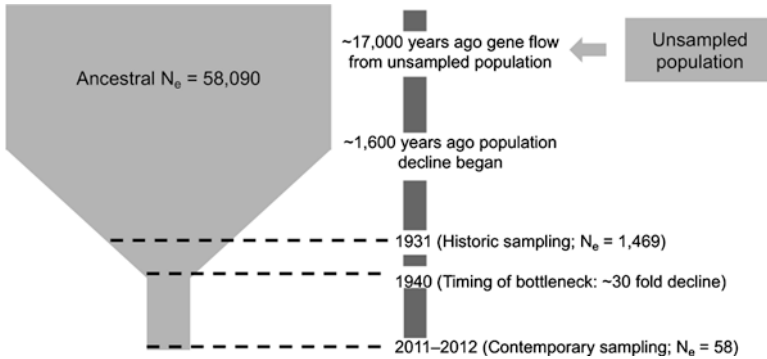 Ancestral Ne = 58,090
~17,000 years ago gene flow
from unsampled population
Unsampled
population
~1,600 years ago population
decline began
1931 (Historic sampling; Ne = 1,469)
1940 (Timing of bottleneck: ~30 fold decline)
2011–2012 (Contemporary sampling; Ne = 58)